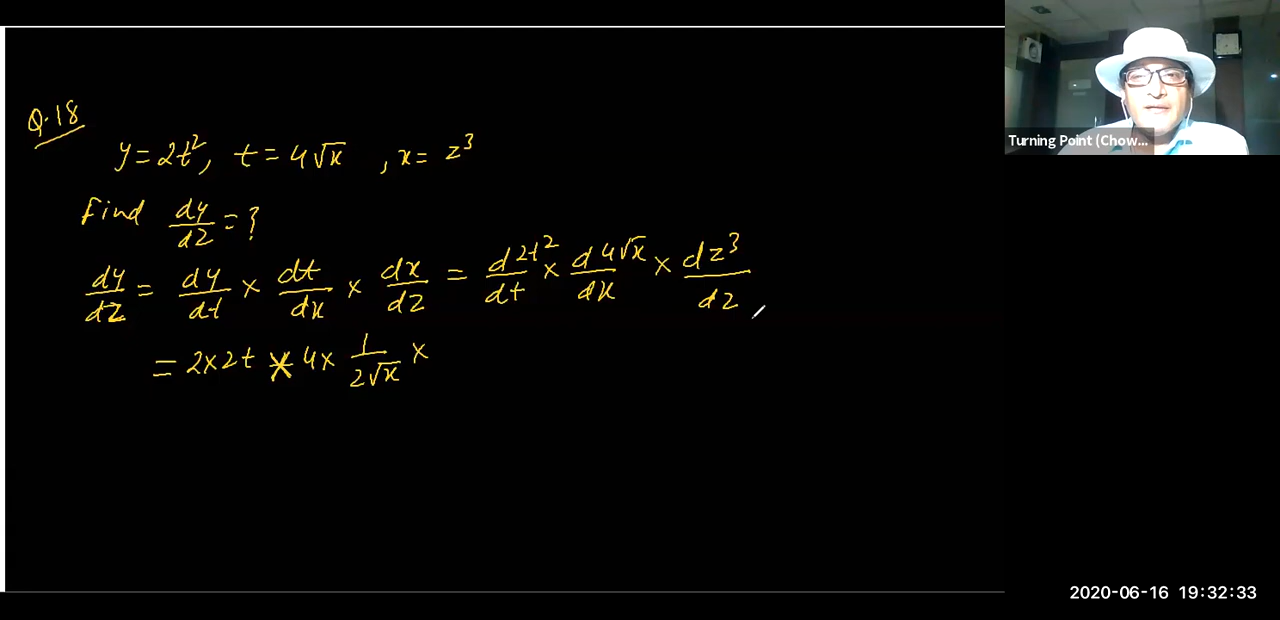 Q.18
y = 2t², t = 4√x , x = z³
Find dy/dz = ?
dy/dz = dy/dt × dt/dx × dx/dz = d2t²/dt × d4√x/dx × dz³/dz
= 2×2t × 4× 1/2√x ×
Turning Point (Chow...
2020-06-16 19:32:33